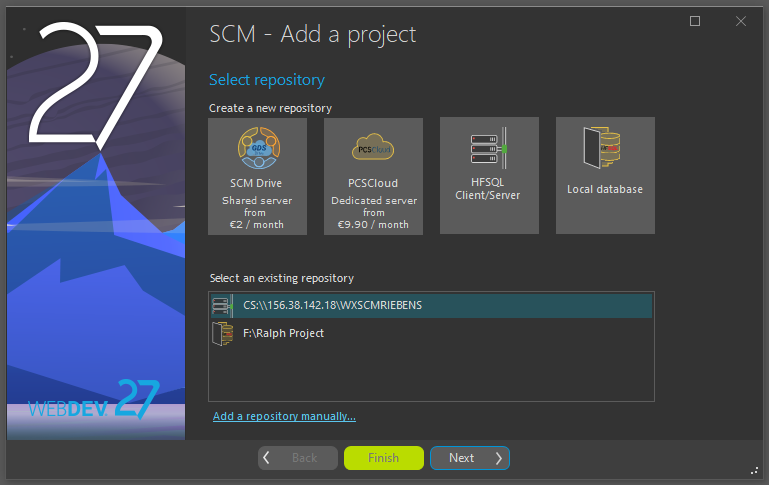 27
SCM - Add a project
Select repository
Create a new repository
SCM Drive
Shared server
from
€2 / month
PCSCloud
PCSCloud
Dedicated server
from
€9.90 / month
HFSQL
Client/Server
Local database
Select an existing repository
CS:\\156.38.142.18\WXSCMRIEBENS
F:\Ralph Project
Add a repository manually...
WEBDEV. 27
Back
Finish
Next